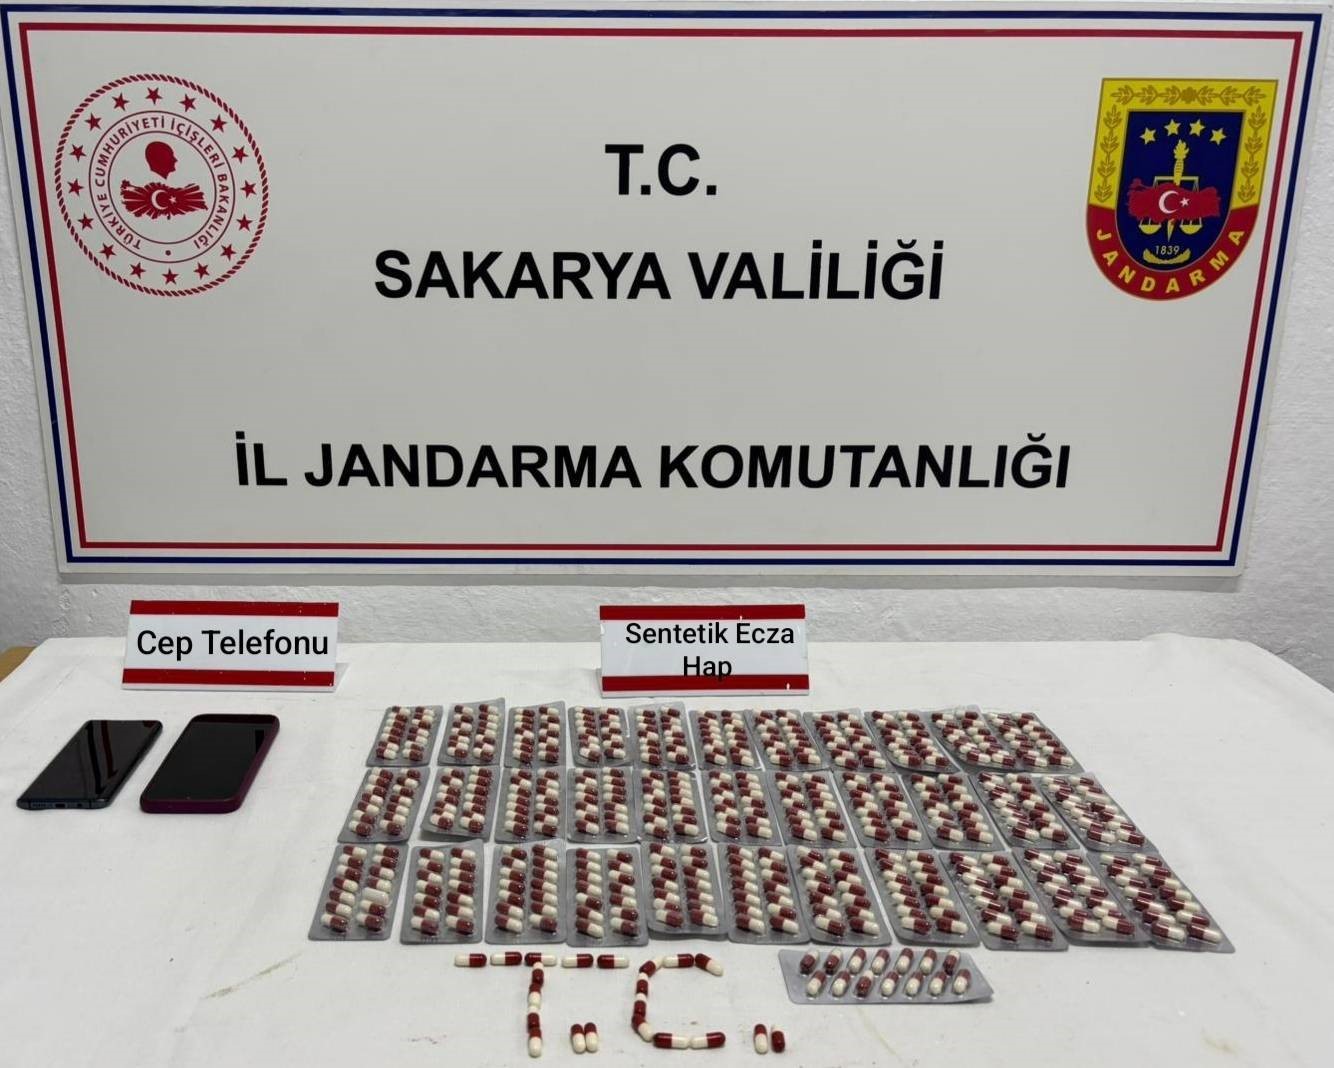 T.C.
SAKARYA VALİLİĞİ
İL JANDARMA KOMUTANLIĞI
TÜRKİYE CUMHURİYETİ İÇİŞLERİ BAKANLIĞI
1839
JANDARMA
Cep Telefonu
Sentetik Ecza
Hap
T.C.